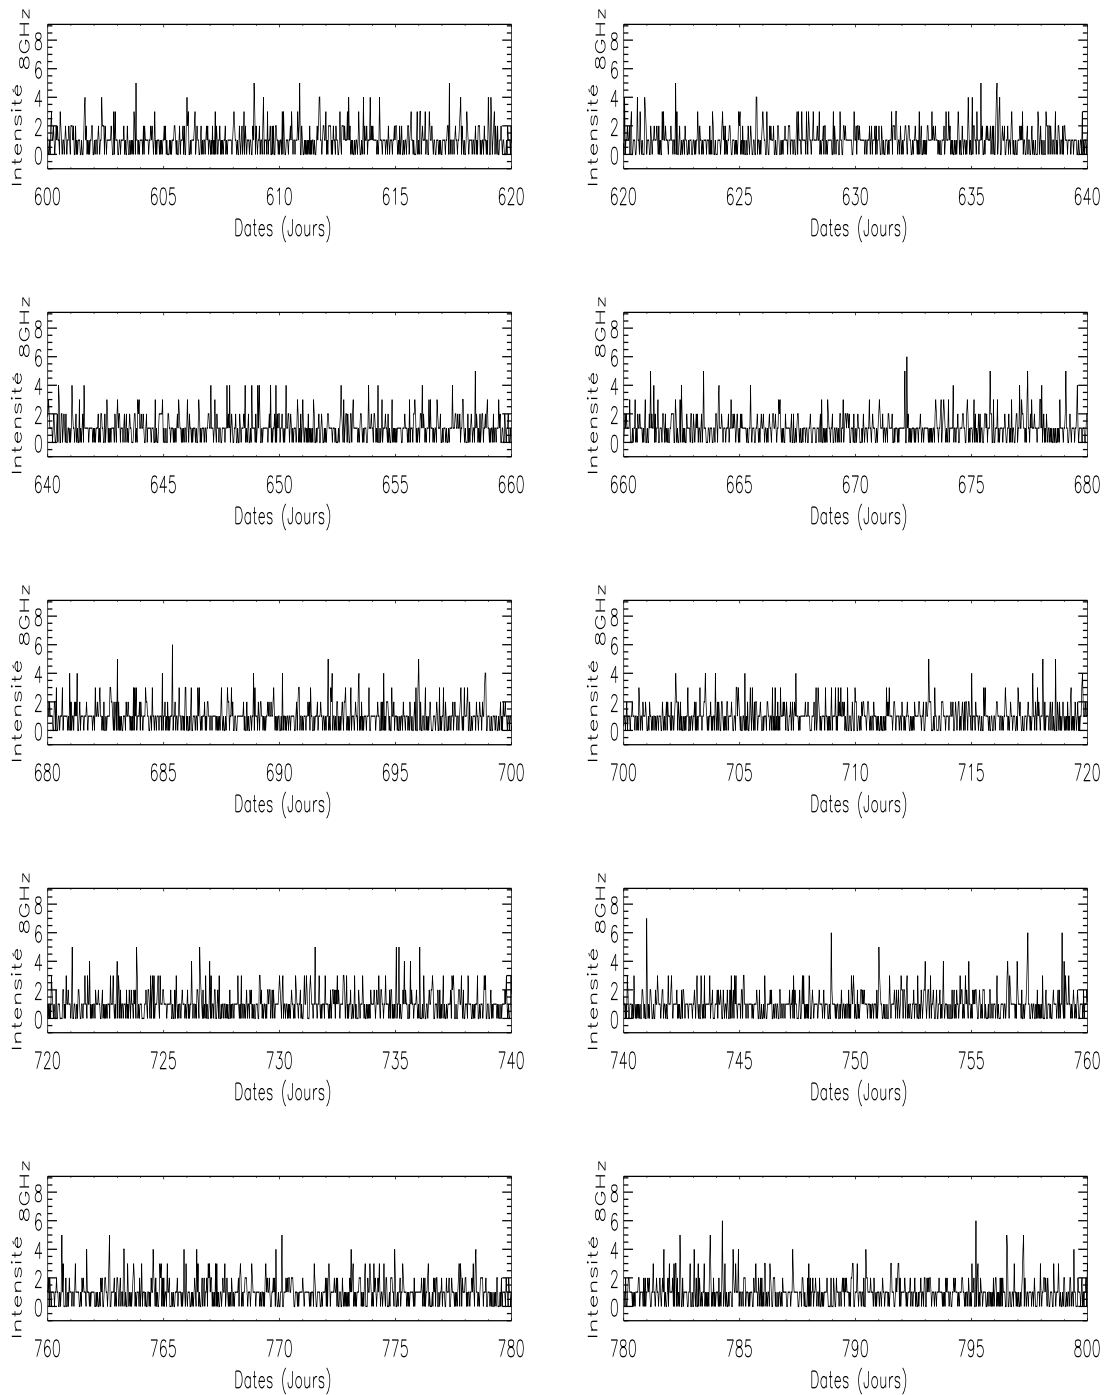 Intensité 8GHz
8
6
4
2
0
600 605 610 615 620
Dates (Jours)
Intensité 8GHz
8
6
4
2
0
620 625 630 635 640
Dates (Jours)
Intensité 8GHz
8
6
4
2
0
640 645 650 655 660
Dates (Jours)
Intensité 8GHz
8
6
4
2
0
660 665 670 675 680
Dates (Jours)
Intensité 8GHz
8
6
4
2
0
680 685 690 695 700
Dates (Jours)
Intensité 8GHz
8
6
4
2
0
700 705 710 715 720
Dates (Jours)
Intensité 8GHz
8
6
4
2
0
720 725 730 735 740
Dates (Jours)
Intensité 8GHz
8
6
4
2
0
740 745 750 755 760
Dates (Jours)
Intensité 8GHz
8
6
4
2
0
760 765 770 775 780
Dates (Jours)
Intensité 8GHz
8
6
4
2
0
780 785 790 795 800
Dates (Jours)